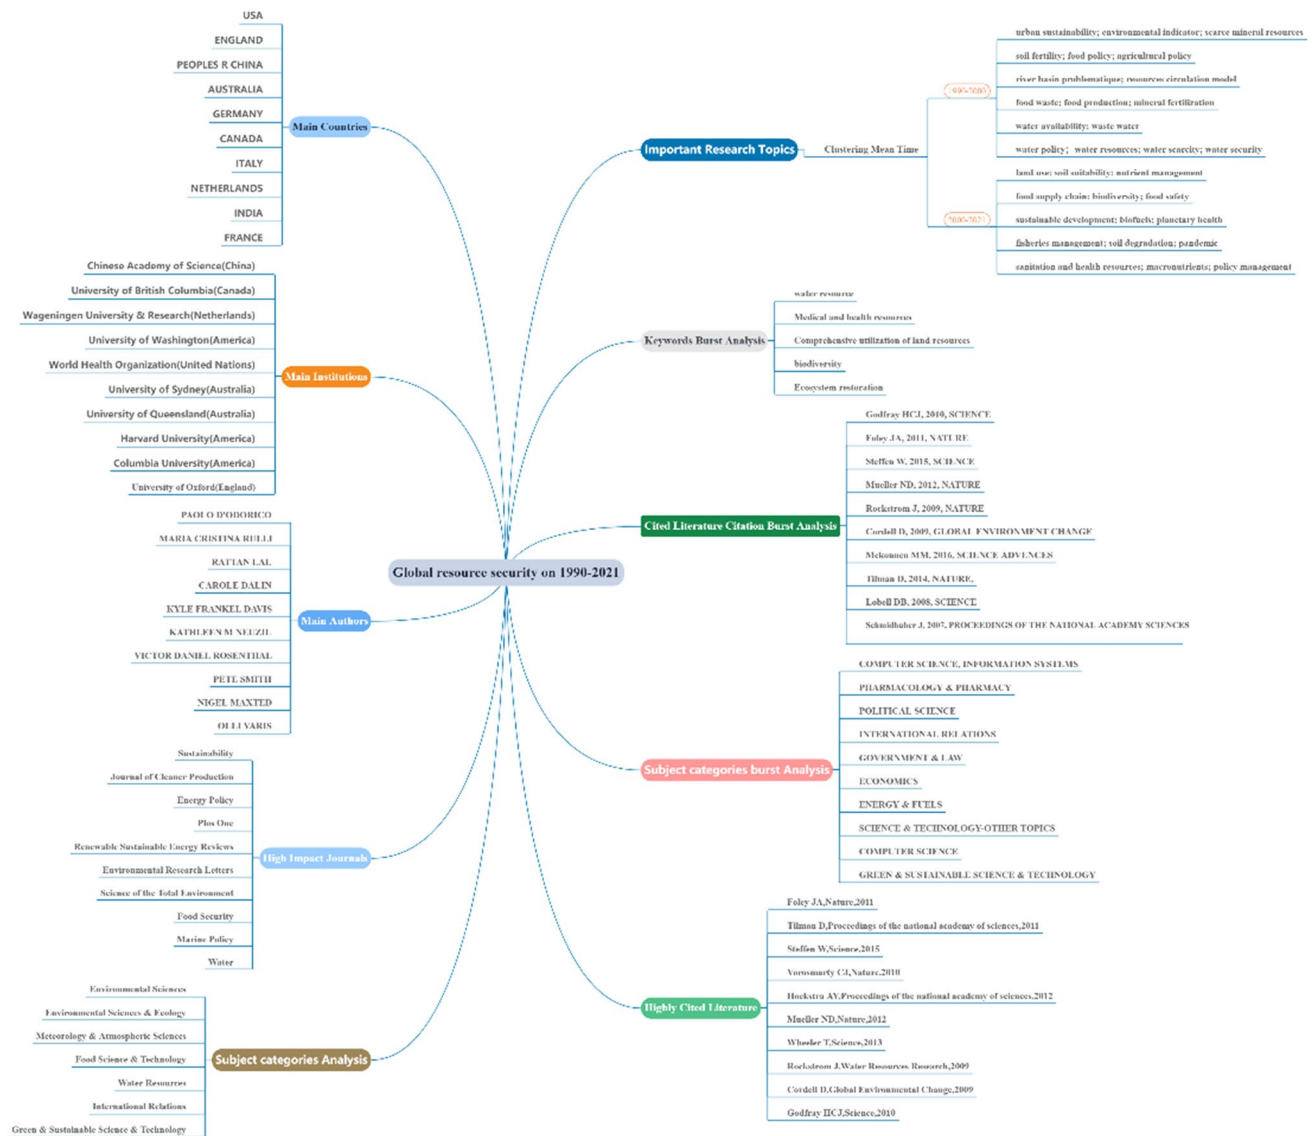 USA
ENGLAND
PEOPLES R CHINA
AUSTRALIA
GERMANY
CANADA
ITALY
NETHERLANDS
INDIA
FRANCE
Main Countries
Chinese Academy of Science(China)
University of British Columbia(Canada)
Wageningen University & Research(Netherlands)
University of Washington(America)
World Health Organization(United Nations)
University of Sydney(Australia)
University of Queensland(Australia)
Harvard University(America)
Columbia University(America)
University of Oxford(England)
Main Institutions
PAOLO D'ODORICO
MARIA CRISTINA RULLI
RATTAN LAL
CAROLE DALIN
KYLE FRANKEL DAVIS
KATHLEEN M NEUZIL
VICTOR DANIEL ROSENTHAL
PETE SMITH
NIGEL MAXTED
OLLI VARIS
Main Authors
Sustainability
Journal of Cleaner Production
Energy Policy
Plos One
Renewable Sustainable Energy Reviews
Environmental Research Letters
Science of the Total Environment
Food Security
Marine Policy
Water
High Impact Journals
Environmental Sciences
Environmental Sciences & Ecology
Meteorology & Atmospheric Sciences
Food Science & Technology
Water Resources
International Relations
Green & Sustainable Science & Technology
Subject categories Analysis
Global resource security on 1990-2021
Important Research Topics
Clustering Mean Time
1990-2000
urban sustainability; environmental indicator; scarce mineral resources
soil fertility; food policy; agricultural policy
river basin problematique; resources circulation model
food waste; food production; mineral fertilization
water availability; waste water
water policy; water resources; water scarcity; water security
2000-2021
land use; soil suitability; nutrient management
food supply chain; biodiversity; food safety
sustainable development; biofuels; planetary health
fisheries management; soil degradation; pandemic
sanitation and health resources; macronutrients; policy management
Keywords Burst Analysis
water resource
Medical and health resources
Comprehensive utilization of land resources
biodiversity
Ecosystem restoration
Cited Literature Citation Burst Analysis
Godfray HCJ, 2010, SCIENCE
Foley JA, 2011, NATURE
Steffen W, 2015, SCIENCE
Mueller ND, 2012, NATURE
Rockstrom J, 2009, NATURE
Cordell D, 2009, GLOBAL ENVIRONMENT CHANGE
Mekonnen MM, 2016, SCIENCE ADVENCES
Tilman D, 2014, NATURE,
Lobell DB, 2008, SCIENCE
Schmidhuber J, 2007, PROCEEDINGS OF THE NATIONAL ACADEMY SCIENCES
Subject categories burst Analysis
COMPUTER SCIENCE, INFORMATION SYSTEMS
PHARMACOLOGY & PHARMACY
POLITICAL SCIENCE
INTERNATIONAL RELATIONS
GOVERNMENT & LAW
ECONOMICS
ENERGY & FUELS
SCIENCE & TECHNOLOGY-OTHER TOPICS
COMPUTER SCIENCE
GREEN & SUSTAINABLE SCIENCE & TECHNOLOGY
Highly Cited Literature
Foley JA,Nature,2011
Tilman D,Proceedings of the national academy of sciences,2011
Steffen W,Science,2015
Vorosmarty CJ,Nature,2010
Hoekstra AY,Proceedings of the national academy of sciences,2012
Mueller ND,Nature,2012
Wheeler T,Science,2013
Rockstrom J,Water Resources Research,2009
Cordell D,Global Environmental Change,2009
Godfray HCJ,Science,2010